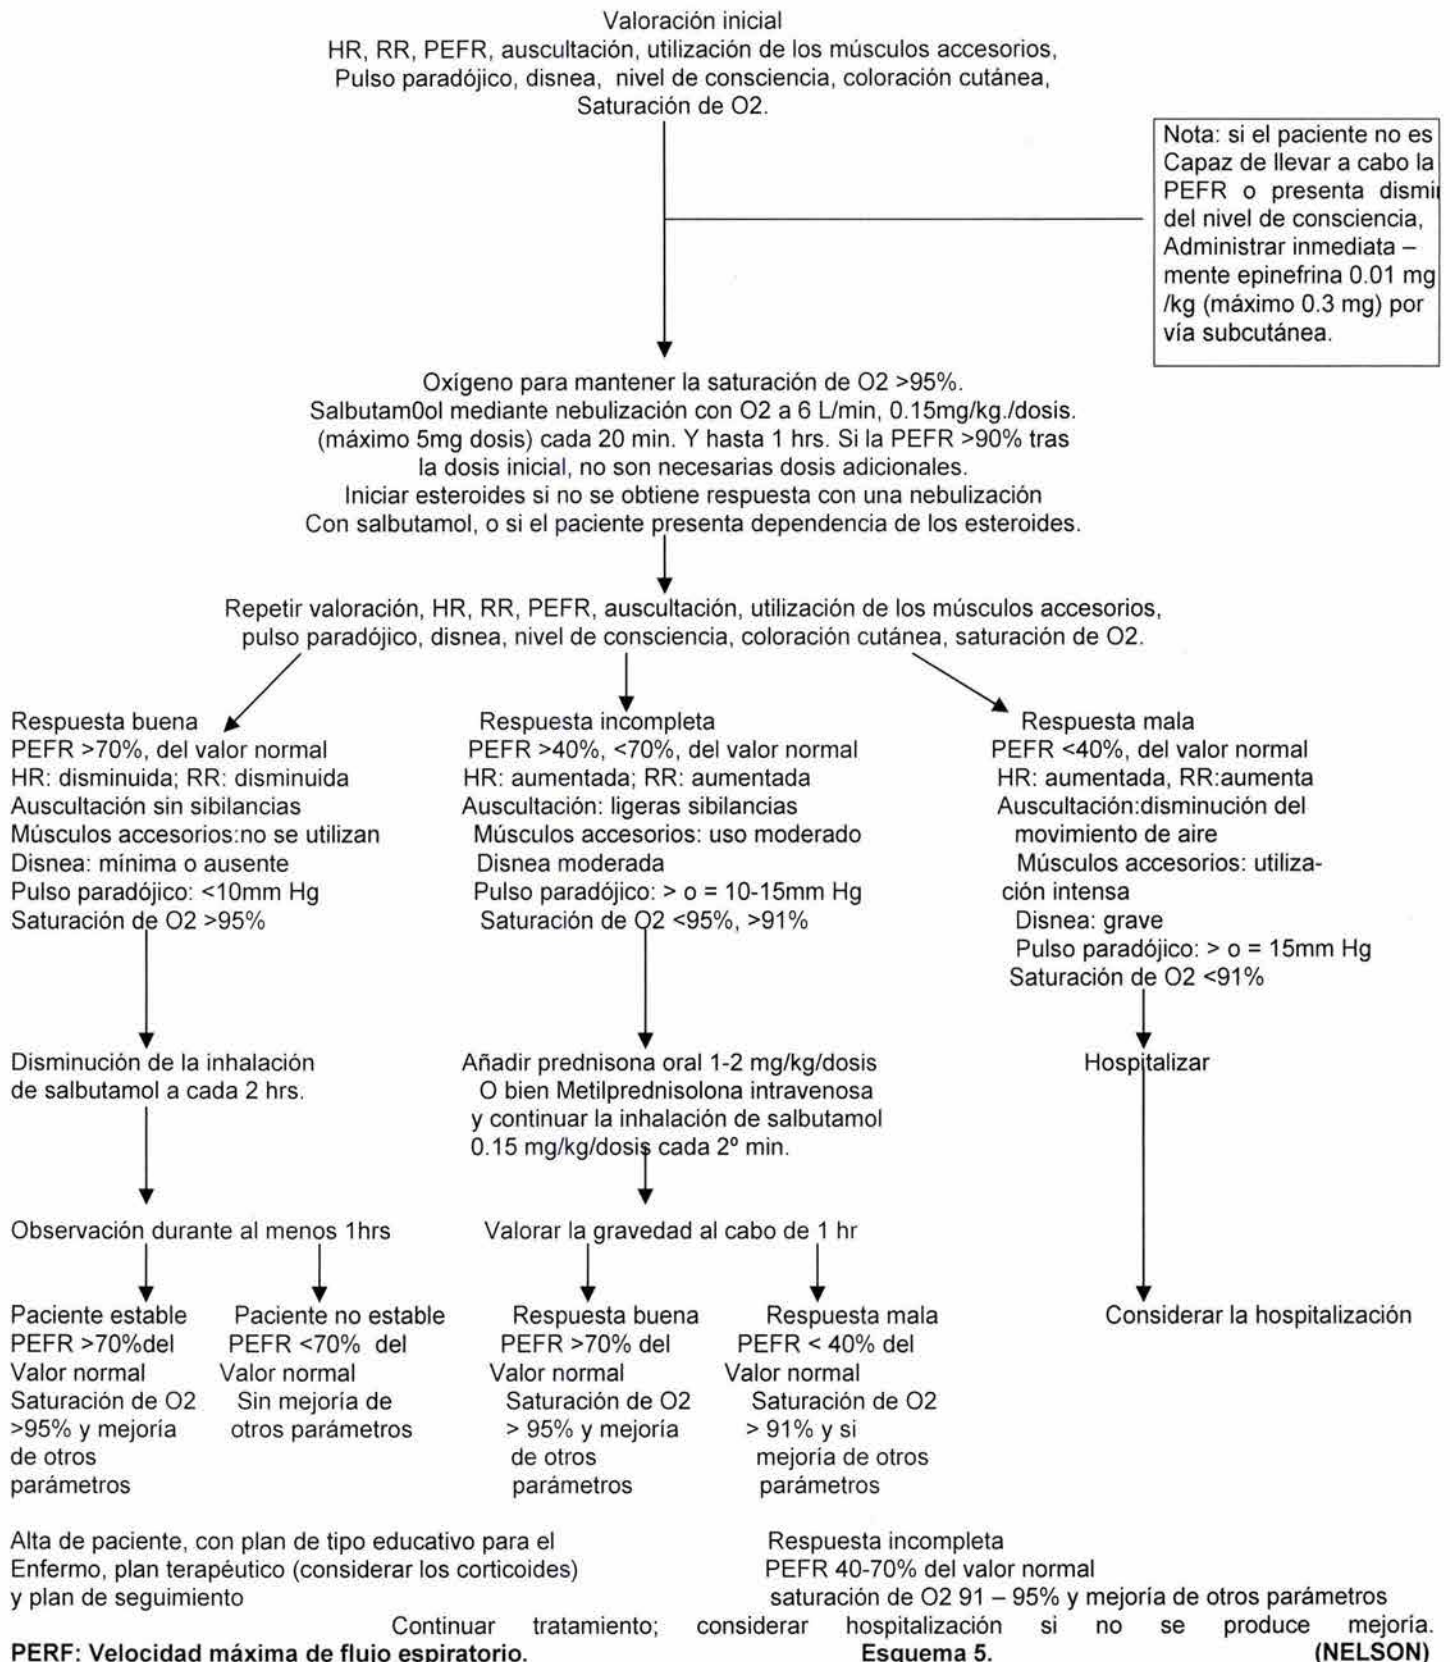 Valoración inicial
HR, RR, PEFR, auscultación, utilización de los músculos accesorios,
Pulso paradójico, disnea, nivel de consciencia, coloración cutánea,
Saturación de O2.
Nota: si el paciente no es
Capaz de llevar a cabo la
PEFR o presenta dismi
del nivel de consciencia,
Administrar inmediata –
mente epinefrina 0.01 mg
/kg (máximo 0.3 mg) por
vía subcutánea.
Oxígeno para mantener la saturación de O2 >95%.
Salbutam0ol mediante nebulización con O2 a 6 L/min, 0.15mg/kg./dosis.
(máximo 5mg dosis) cada 20 min. Y hasta 1 hrs. Si la PEFR >90% tras
la dosis inicial, no son necesarias dosis adicionales.
Iniciar esteroides si no se obtiene respuesta con una nebulización
Con salbutamol, o si el paciente presenta dependencia de los esteroides.
Repetir valoración, HR, RR, PEFR, auscultación, utilización de los músculos accesorios,
pulso paradójico, disnea, nivel de consciencia, coloración cutánea, saturación de O2.
Respuesta buena
PEFR >70%, del valor normal
HR: disminuida; RR: disminuida
Auscultación sin sibilancias
Músculos accesorios:no se utilizan
Disnea: mínima o ausente
Pulso paradójico: <10mm Hg
Saturación de O2 >95%
Respuesta incompleta
PEFR >40%, <70%, del valor normal
HR: aumentada; RR: aumentada
Auscultación: ligeras sibilancias
Músculos accesorios: uso moderado
Disnea moderada
Pulso paradójico: > o = 10-15mm Hg
Saturación de O2 <95%, >91%
Respuesta mala
PEFR <40%, del valor normal
HR: aumentada, RR:aumenta
Auscultación:disminución del
movimiento de aire
Músculos accesorios: utiliza-
ción intensa
Disnea: grave
Pulso paradójico: > o = 15mm Hg
Saturación de O2 <91%
Disminución de la inhalación
de salbutamol a cada 2 hrs.
Añadir prednisona oral 1-2 mg/kg/dosis
O bien Metilprednisolona intravenosa
y continuar la inhalación de salbutamol
0.15 mg/kg/dosis cada 2º min.
Hospitalizar
Observación durante al menos 1hrs
Valorar la gravedad al cabo de 1 hr
Paciente estable
PEFR >70%del
Valor normal
Saturación de O2
>95% y mejoría
de otros
parámetros
Paciente no estable
PEFR <70% del
Valor normal
Sin mejoría de
otros parámetros
Respuesta buena
PEFR >70% del
Valor normal
Saturación de O2
> 95% y mejoría
de otros
parámetros
Respuesta mala
PEFR < 40% del
Valor normal
Saturación de O2
> 91% y si
mejoría de otros
parámetros
Considerar la hospitalización
Alta de paciente, con plan de tipo educativo para el
Enfermo, plan terapéutico (considerar los corticoides)
y plan de seguimiento
Respuesta incompleta
PEFR 40-70% del valor normal
saturación de O2 91 – 95% y mejoría de otros parámetros
Continuar tratamiento; considerar hospitalización si no se produce mejoría.
PERF: Velocidad máxima de flujo espiratorio. Esquema 5. (NELSON)